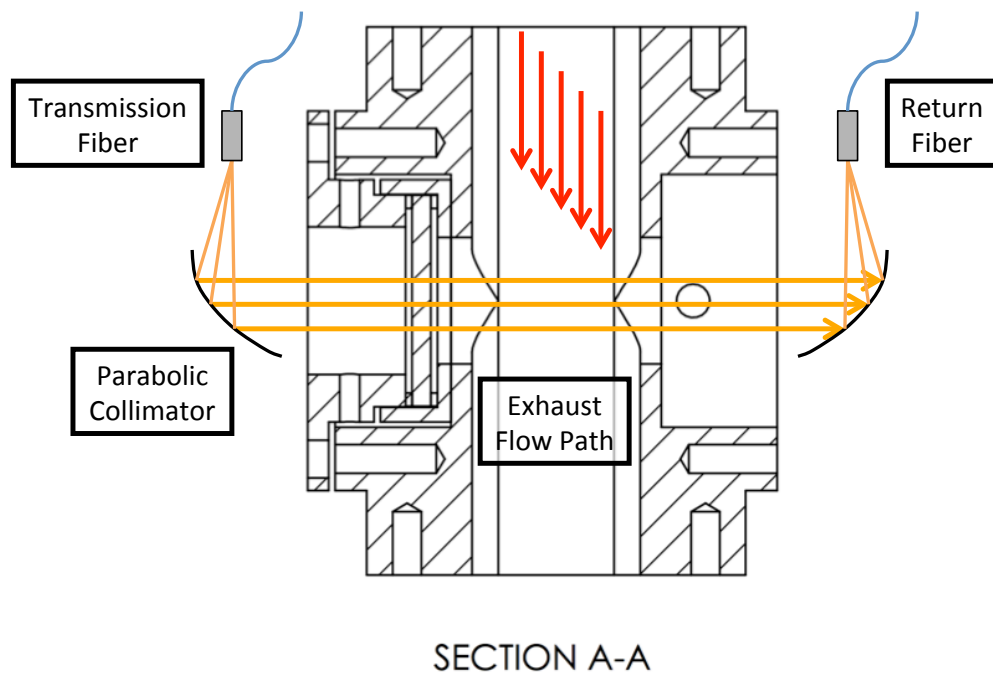 Transmission
Fiber
Return
Fiber
Parabolic
Collimator
Exhaust
Flow Path
SECTION A-A